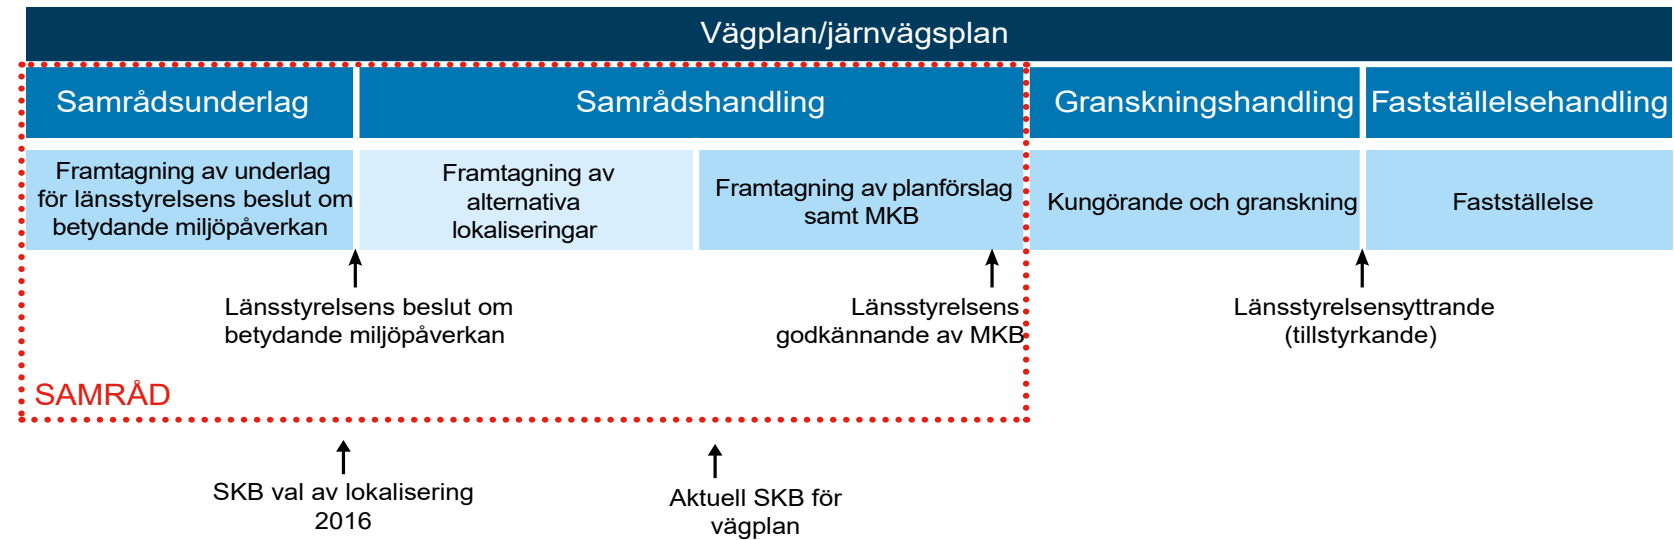 Vägplan/järnvägsplan
Samrådsunderlag
Samrådshandling
Granskningshandling
Fastställelsehandling
Framtagning av underlag
för länsstyrelsens beslut om
betydande miljöpåverkan
Framtagning av
alternativa
lokaliseringar
Framtagning av planförslag
samt MKB
Kungörande och granskning
Fastställelse
Länsstyrelsens beslut om
betydande miljöpåverkan
Länsstyrelsens
godkännande av MKB
Länsstyrelsensyttrande
(tillstyrkande)
SAMRÅD
SKB val av lokalisering
2016
Aktuell SKB för
vägplan